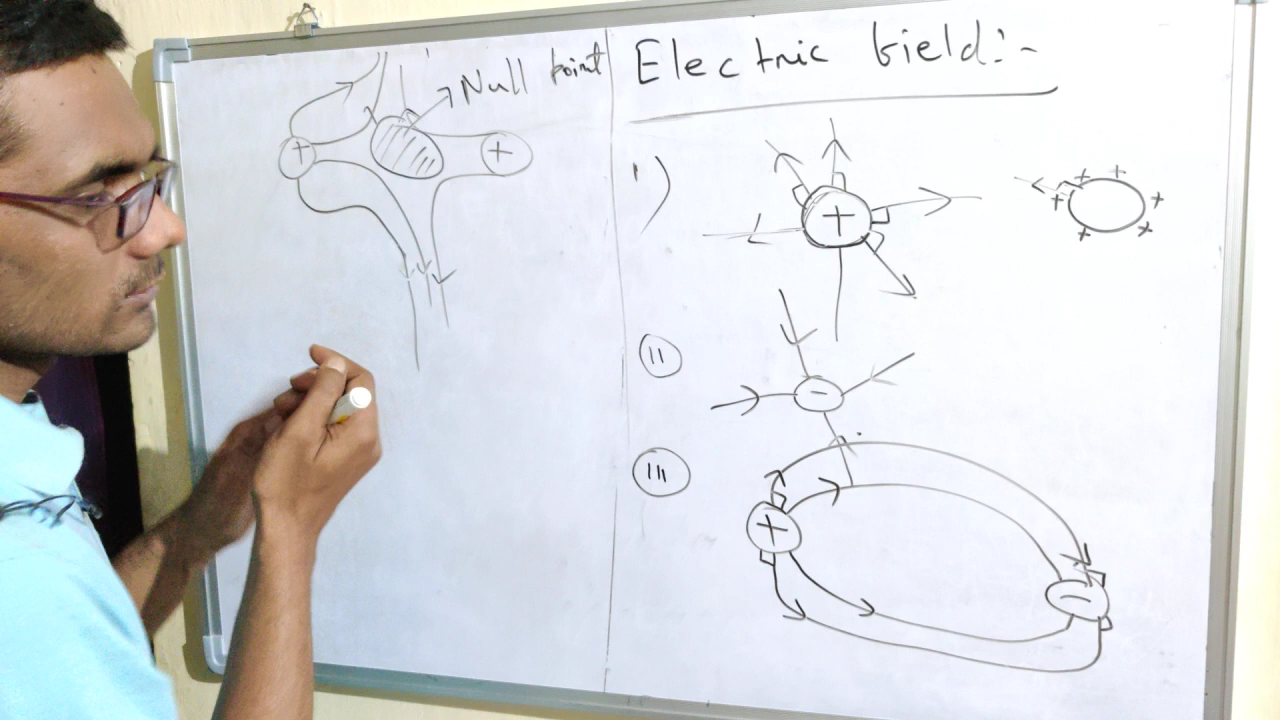 Null point
+
+
Electric field:-
i)
+
+ + + + + +
(ii)
-
(iii)
+
-